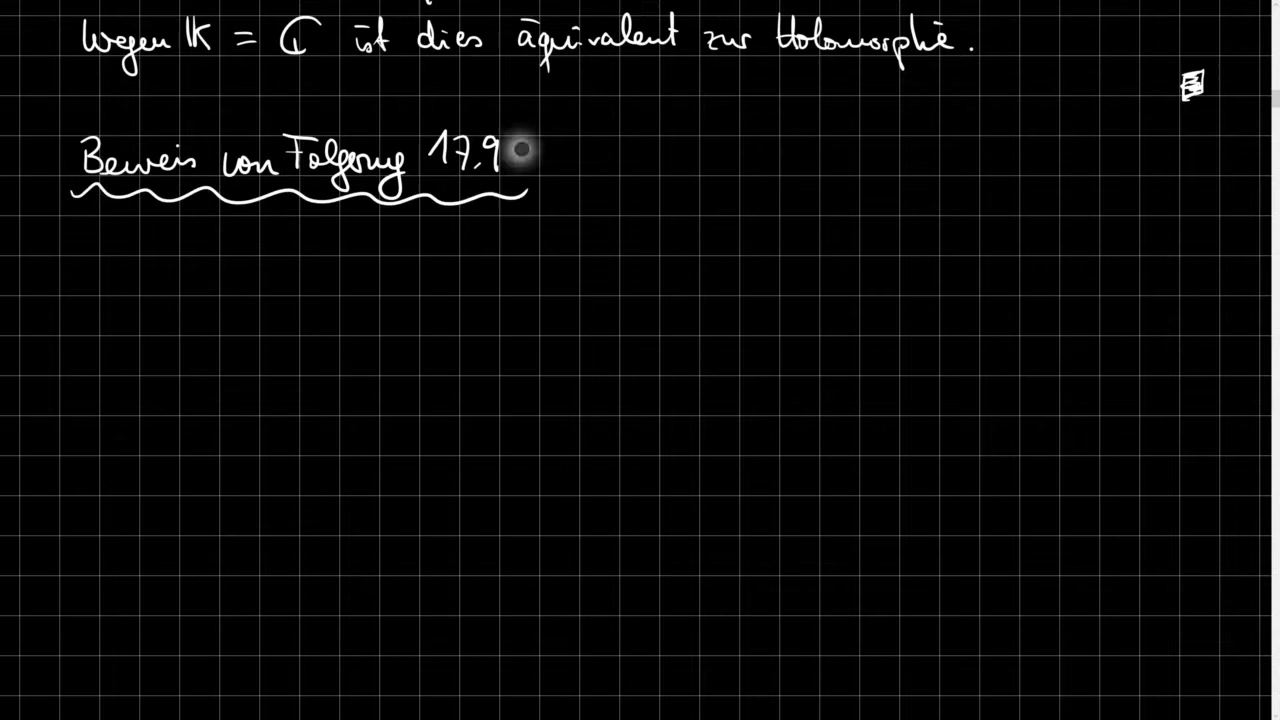 Wegen 𝕂 = ℂ ist dies äquivalent zur Holomorphie.
Beweis von Folgerung 17.9